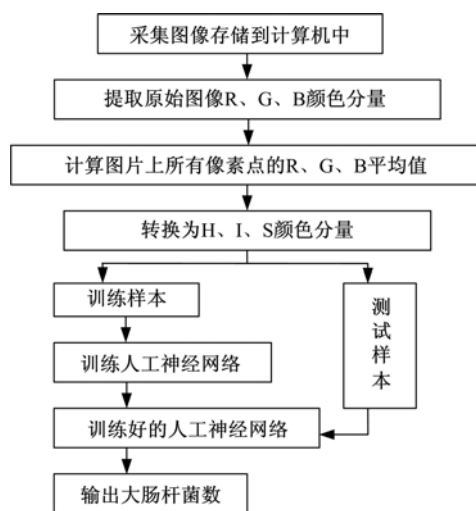 采集图像存储到计算机中
提取原始图像R、G、B颜色分量
计算图片上所有像素点的R、G、B平均值
转换为H、I、S颜色分量
训练样本
测试样本
训练人工神经网络
训练好的人工神经网络
输出大肠杆菌数